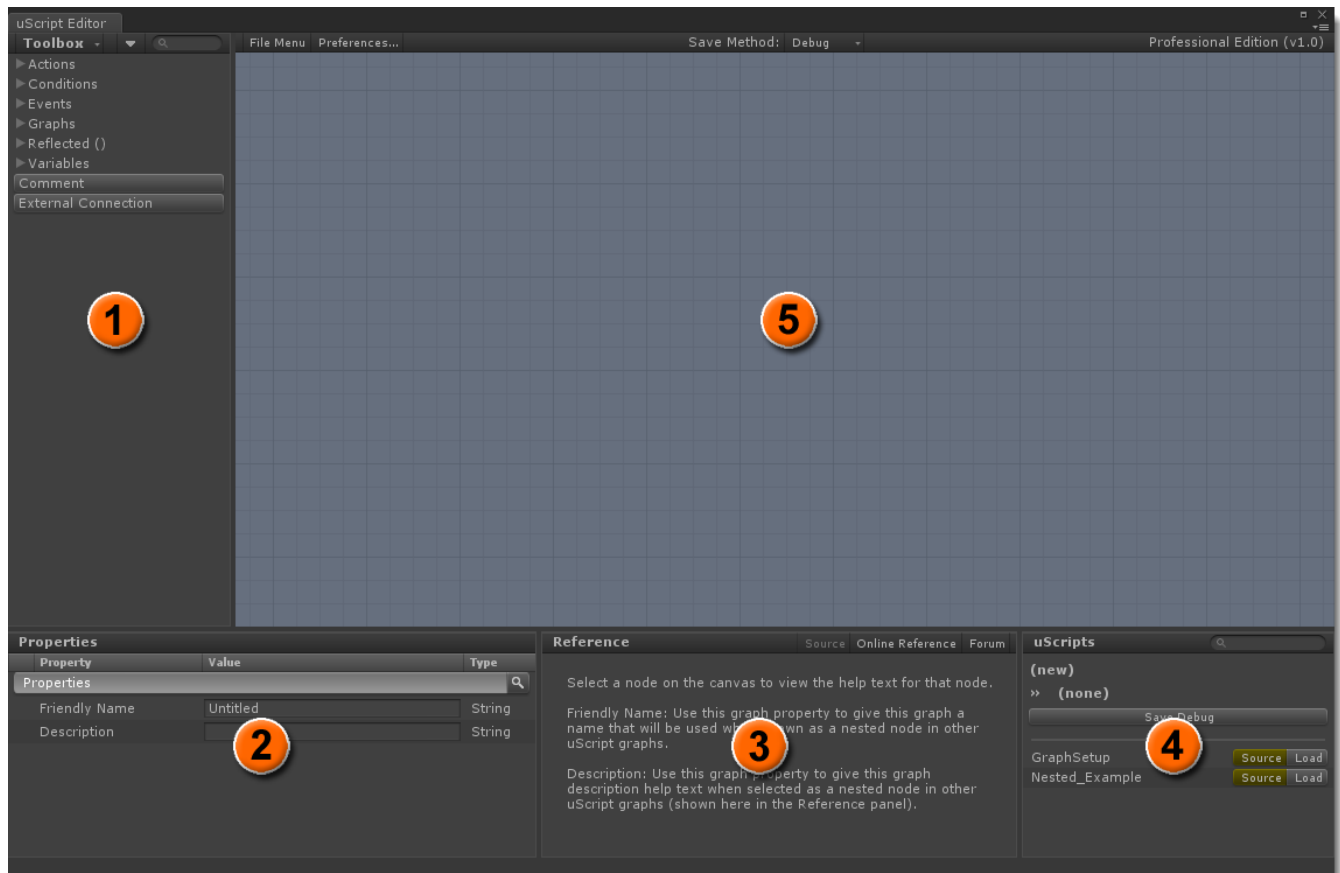 uScript Editor
Toolbox File Menu Preferences... Save Method: Debug Professional Edition (v1.0)
Actions
Conditions
Events
Graphs
Reflected ()
Variables
Comment
External Connection
1
5
Properties
Property Value Type
Properties
Friendly Name Untitled String
Description String
2
Reference Source Online Reference Forum
Select a node on the canvas to view the help text for that node.
Friendly Name: Use this graph property to give this graph a
name that will be used as a nested node in other
uScript graphs.
Description: Use this graph property to give this graph
description help text when selected as a nested node in other
uScript graphs (shown here in the Reference panel).
3
uScripts
(new)
» (none)
Save Debug
4
GraphSetup Source Load
Nested_Example Source Load